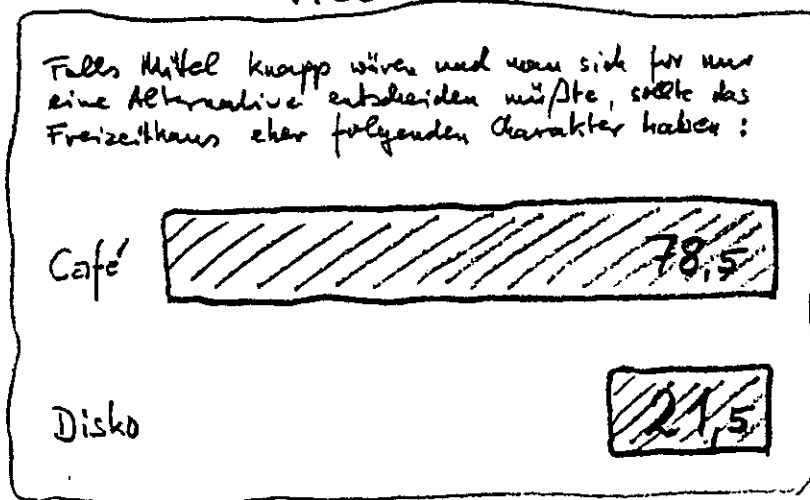 Falls Mittel knapp wären und man sich für nur
eine Alternative entscheiden müßte, sollte das
Freizeithaus eher folgenden Charakter haben:
Café 78,5
Disko 21,5